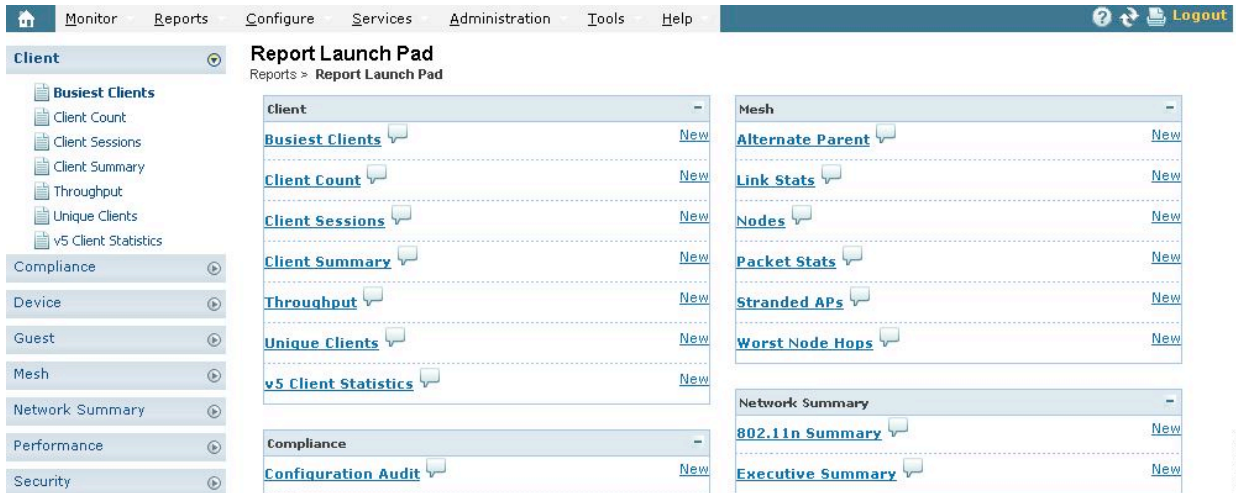 Monitor Reports Configure Services Administration Tools Help Logout
Client
Busiest Clients
Client Count
Client Sessions
Client Summary
Throughput
Unique Clients
v5 Client Statistics
Compliance
Device
Guest
Mesh
Network Summary
Performance
Security
Report Launch Pad
Reports > Report Launch Pad
Client
Busiest Clients New
Client Count New
Client Sessions New
Client Summary New
Throughput New
Unique Clients New
v5 Client Statistics New
Compliance
Configuration Audit New
Mesh
Alternate Parent New
Link Stats New
Nodes New
Packet Stats New
Stranded APs New
Worst Node Hops New
Network Summary
802.11n Summary New
Executive Summary New